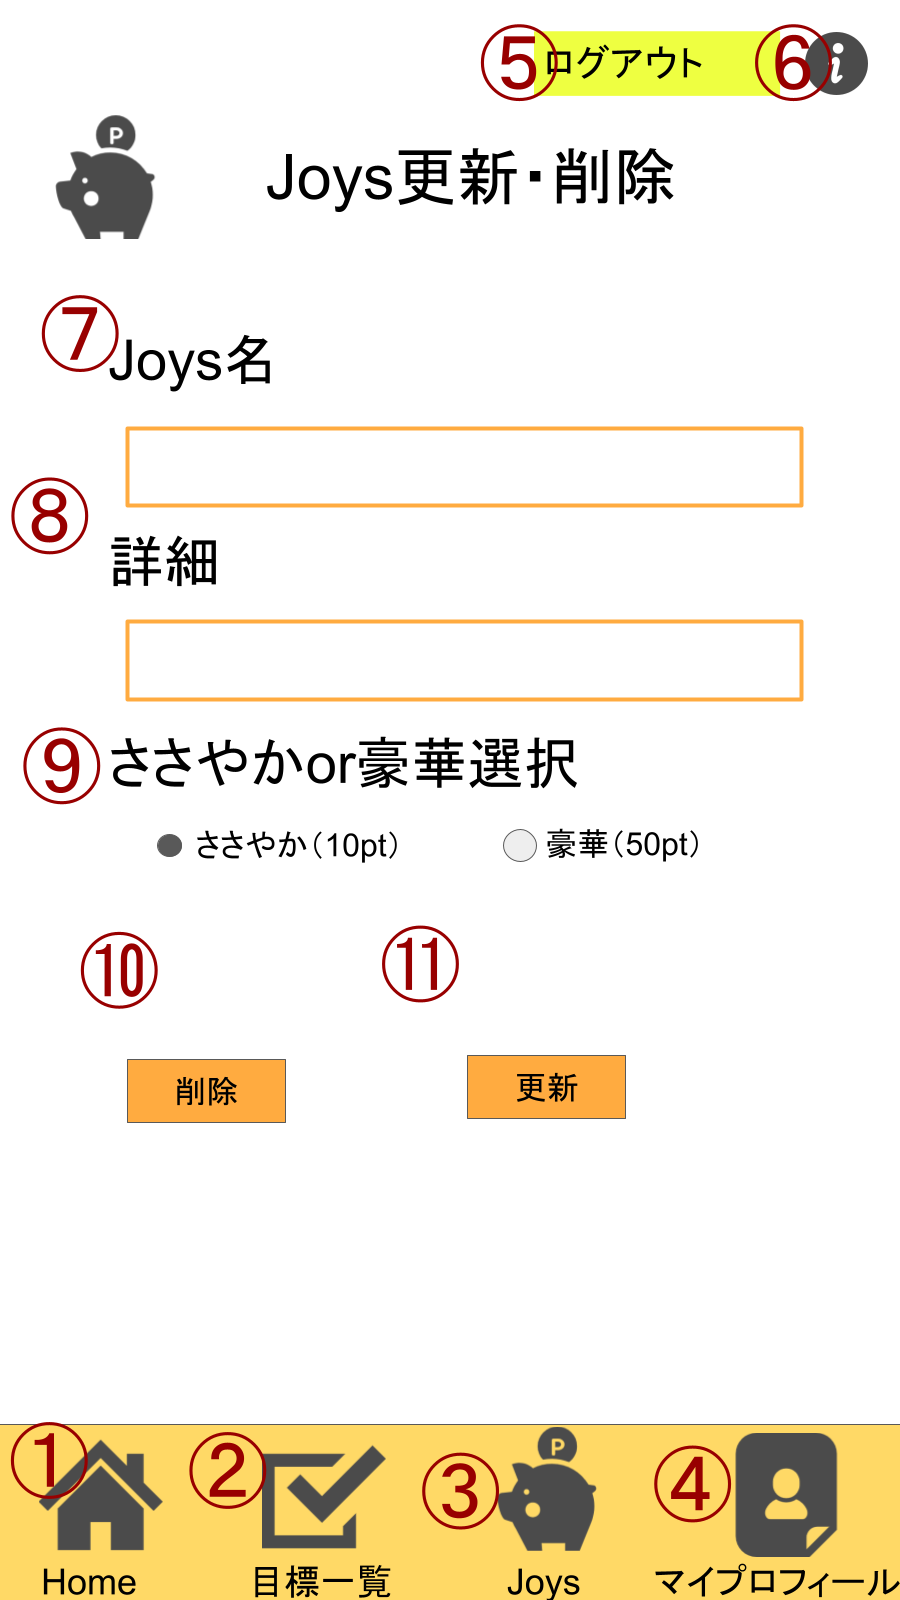 ⑤ログアウト ⑥ i
P
Joys更新・削除
⑦
Joys名
⑧
詳細
⑨ささやかor豪華選択
ささやか（10pt） 豪華（50pt）
⑩ ⑪
削除 更新
① ② ③ P ④
Home 目標一覧 Joys マイプロフィール